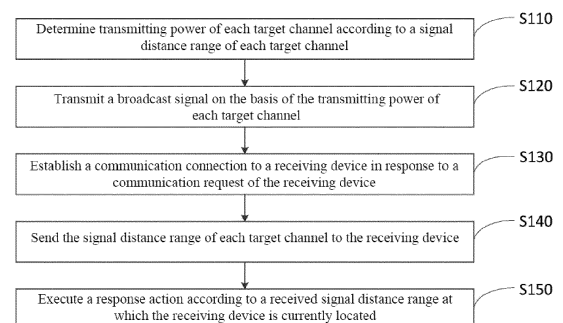 Determine transmitting power of each target channel according to a signal
distance range of each target channel
S110
Transmit a broadcast signal on the basis of the transmitting power of
each target channel
S120
Establish a communication connection to a receiving device in response to a
communication request of the receiving device
S130
Send the signal distance range of each target channel to the receiving device
S140
Execute a response action according to a received signal distance range at
which the receiving device is currently located
S150